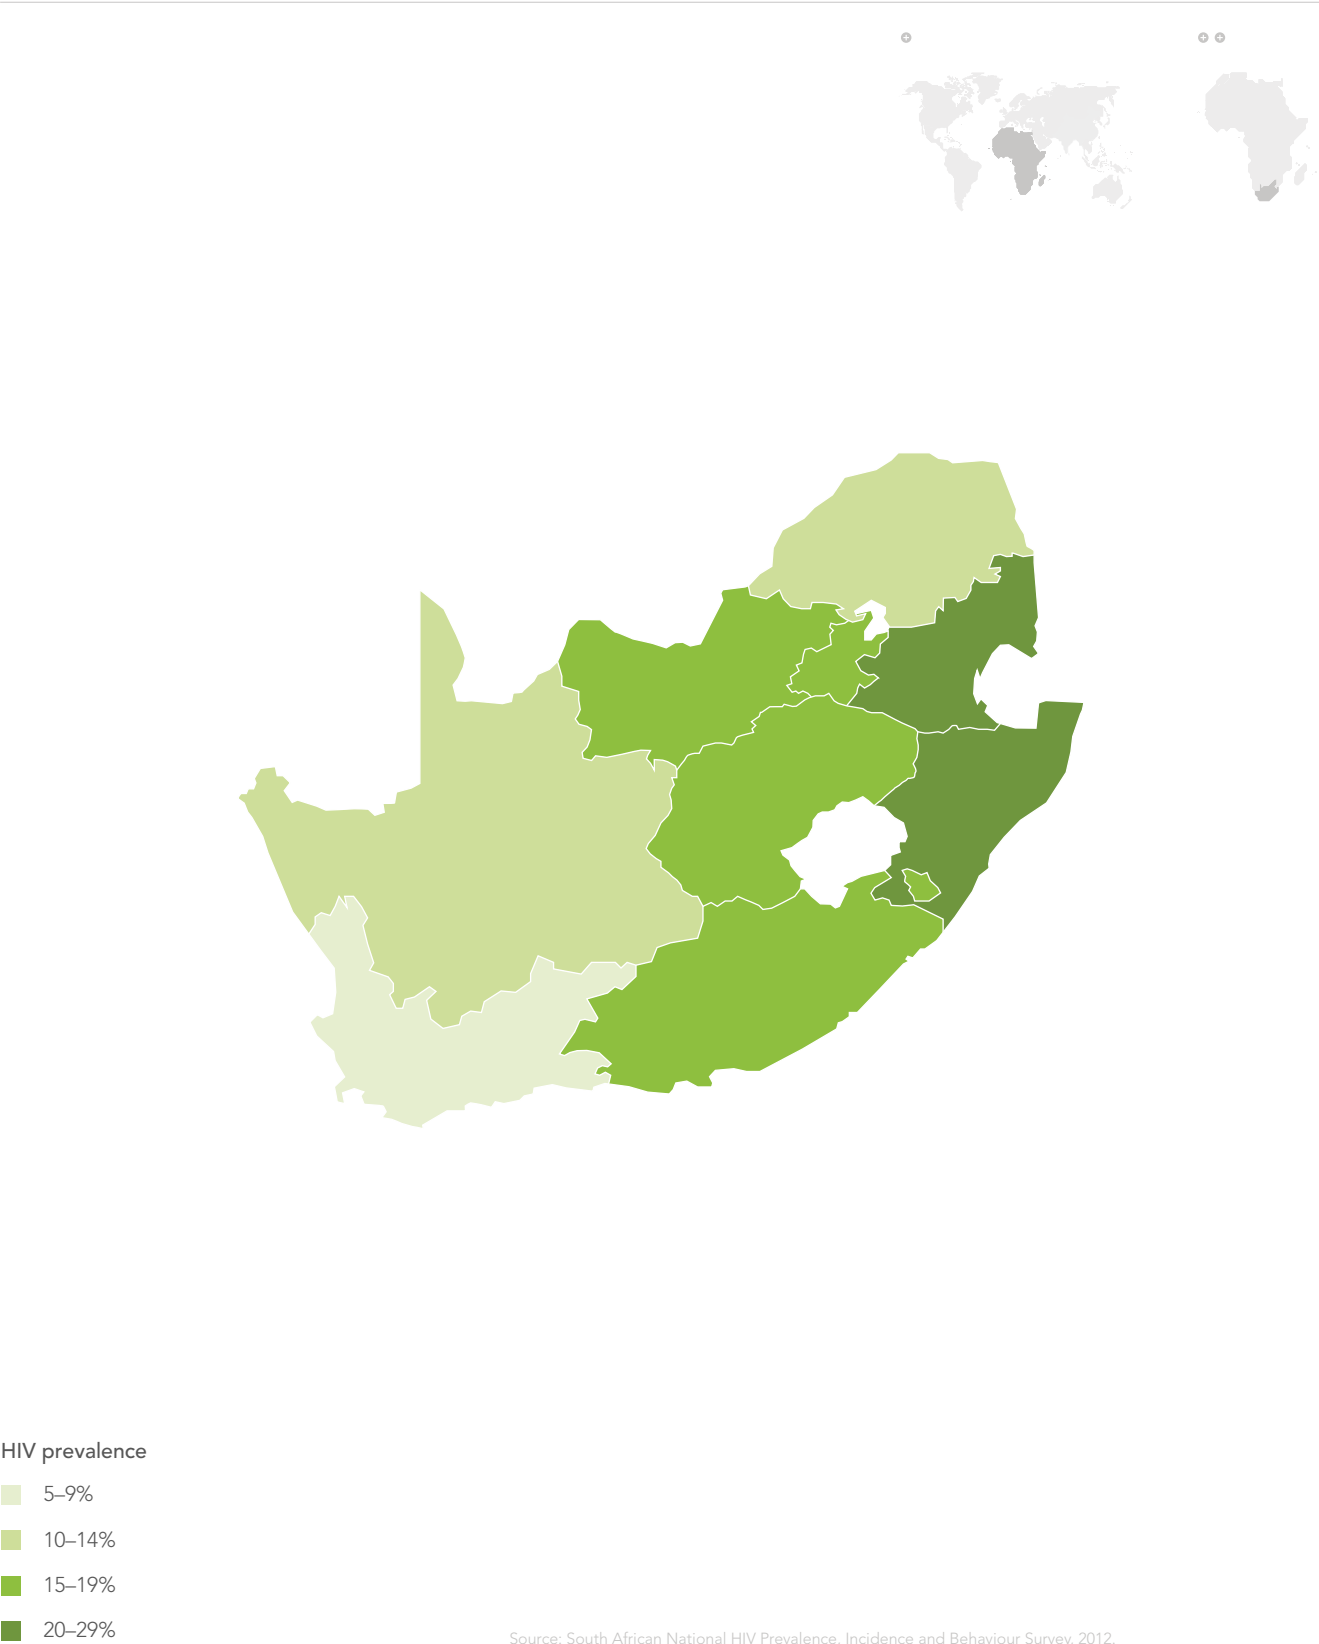 HIV prevalence
5–9%
10–14%
15–19%
20–29%
Source: South African National HIV Prevalence, Incidence and Behaviour Survey, 2012.